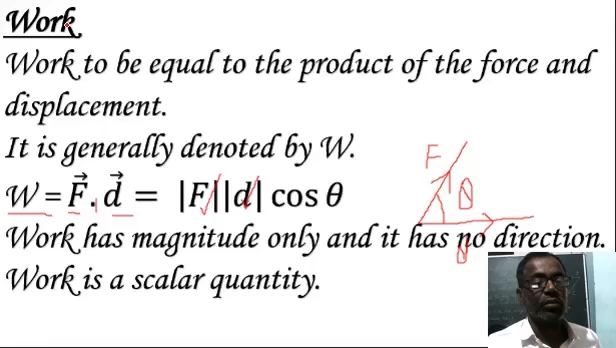 Work
Work to be equal to the product of the force and
displacement.
It is generally denoted by W.
W = F⃗ . d⃗ = |F||d| cos θ
Work has magnitude only and it has no direction.
Work is a scalar quantity.
F
θ